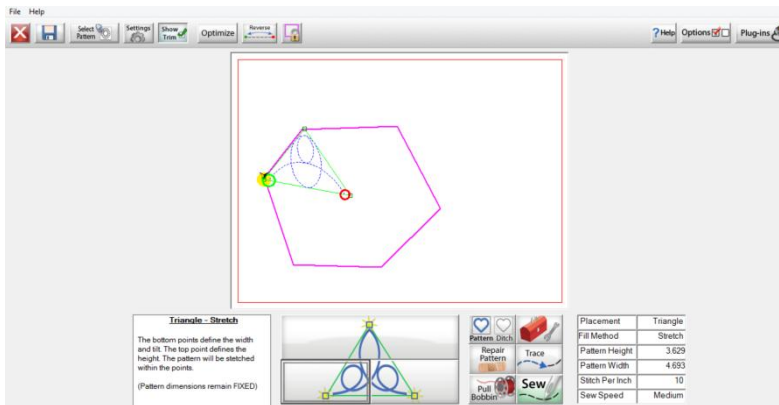 File Help
Select Pattern
Settings
Show Trim
Optimize
Reverse
? Help
Options
Plug-ins
Triangle - Stretch
The bottom points define the width
and tilt. The top point defines the
height. The pattern will be stetched
within the points.
(Pattern dimensions remain FIXED)
Pattern Ditch
Repair
Pattern
Trace
Pull
Bobbin
Sew
Placement Triangle
Fill Method Stretch
Pattern Height 3.629
Pattern Width 4.693
Stitch Per Inch 10
Sew Speed Medium